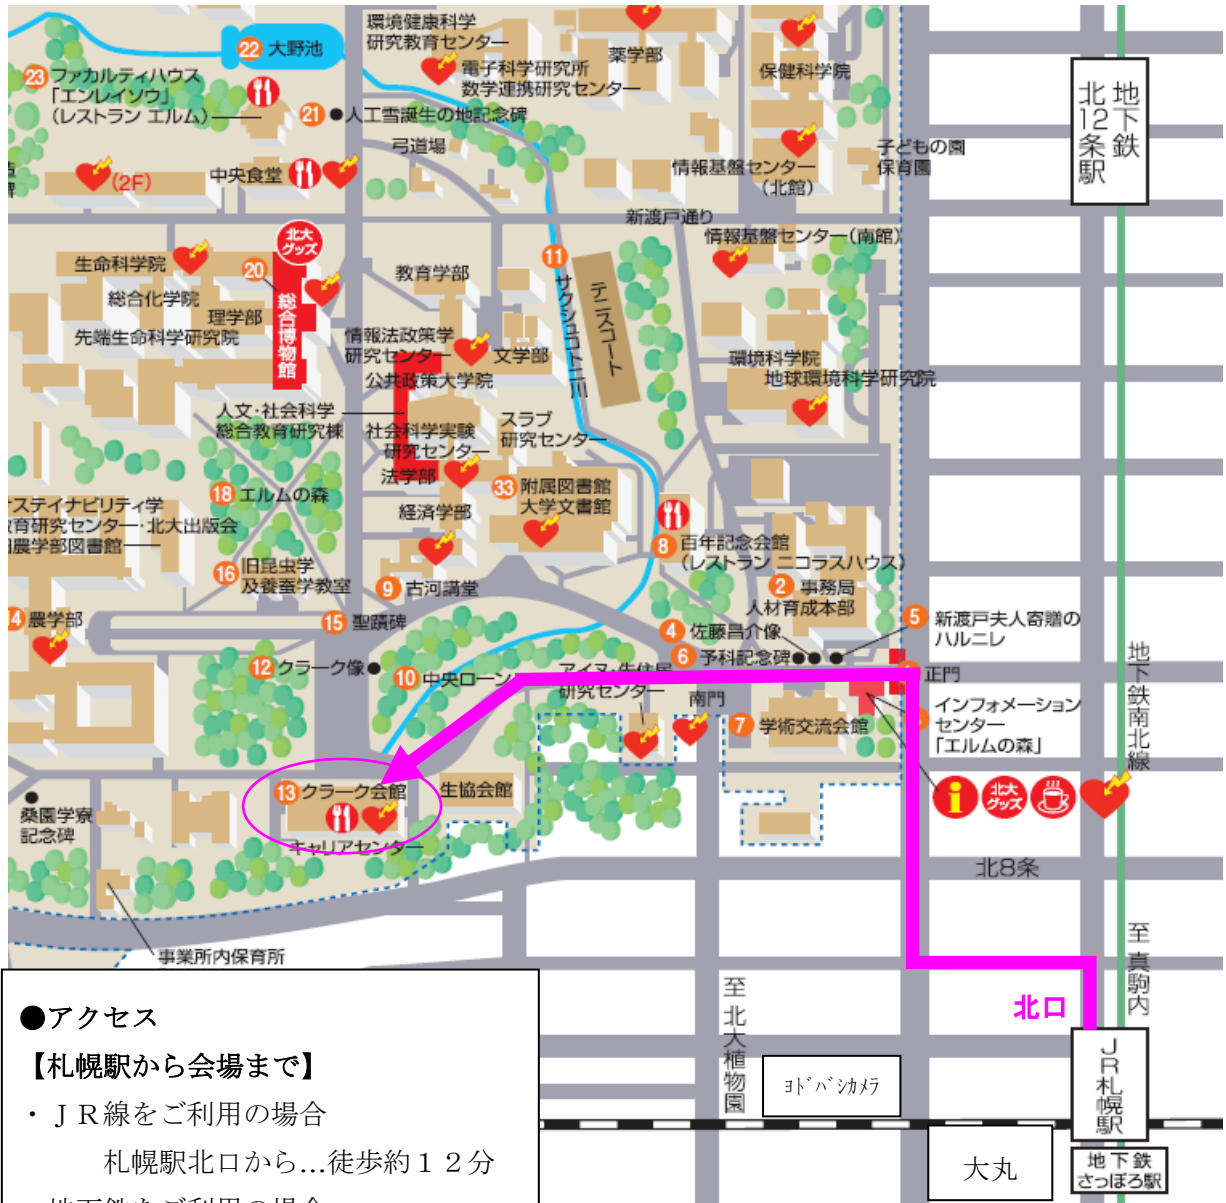 環境健康科学
研究教育センター
電子科学研究所
数学連携研究センター
薬学部
保健科学院
地下鉄
北12条駅
22 大野池
23 ファカルティハウス
「エンレイソウ」
(レストラン エルム)
21 ●人工雪誕生の地記念碑
弓道場
子どもの園
保育園
情報基盤センター
(北館)
(2F)
中央食堂
新渡戸通り
情報基盤センター(南館)
北大
グッズ
生命科学院
20
総合博物館
総合化学院
理学部
先端生命科学研究院
教育学部
11
サクシュコトニ川
テニスコート
情報法政策学
研究センター
文学部
公共政策大学院
環境科学院
地球環境科学研究院
人文・社会科学
総合教育研究棟
社会科学実験
研究センター
スラブ
研究センター
法学部
18 エルムの森
33 附属図書館
大学文書館
経済学部
ステイナビリティ学
育研究センター・北大出版会
農学部図書館
8 百年記念会館
(レストラン ニコラスハウス)
16 旧昆虫学
及養蚕学教室
9 古河講堂
2 事務局
人材育成本部
4 農学部
15 聖蹟碑
4 佐藤昌介像
5 新渡戸夫人寄贈の
ハルニレ
6 予科記念碑
12 クラーク像●
10 中央ローン
アイヌ・先住民
研究センター
南門
正門
7 学術交流会館
インフォメーション
センター
「エルムの森」
地下鉄南北線
i
北大
グッズ
13 クラーク会館
生協会館
キャリアセンター
桑園学寮
記念碑
北8条
事業所内保育所
至 真駒内
至 北大植物園
北口
JR札幌駅
ﾖﾄﾞﾊﾞｼｶﾒﾗ
大丸
地下鉄
さっぽろ駅
●アクセス
【札幌駅から会場まで】
・ＪＲ線をご利用の場合
札幌駅北口から…徒歩約１２分